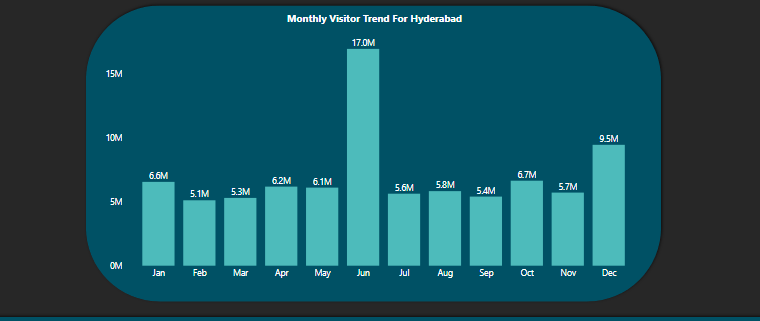 Monthly Visitor Trend For Hyderabad
17.0M
15M
10M
9.5M
6.6M
5.1M
5.3M
6.2M
6.1M
5.6M
5.8M
5.4M
6.7M
5.7M
5M
0M
Jan Feb Mar Apr May Jun Jul Aug Sep Oct Nov Dec